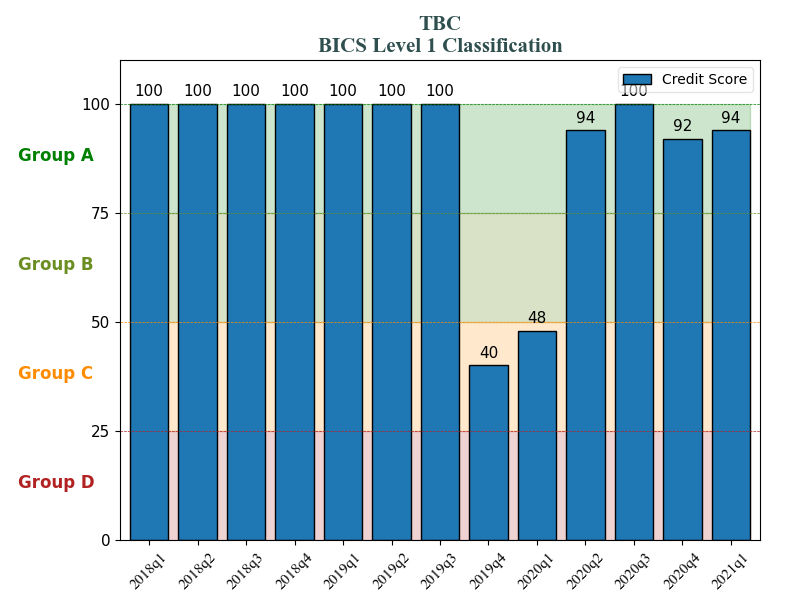 TBC
BICS Level 1 Classification
Credit Score
100 100 100 100 100 100 100 100
100
94 92 94
Group A
75
Group B
50
48
40
Group C
25
Group D
0
2018q1 2018q2 2018q3 2018q4 2019q1 2019q2 2019q3 2019q4 2020q1 2020q2 2020q3 2020q4 2021q1